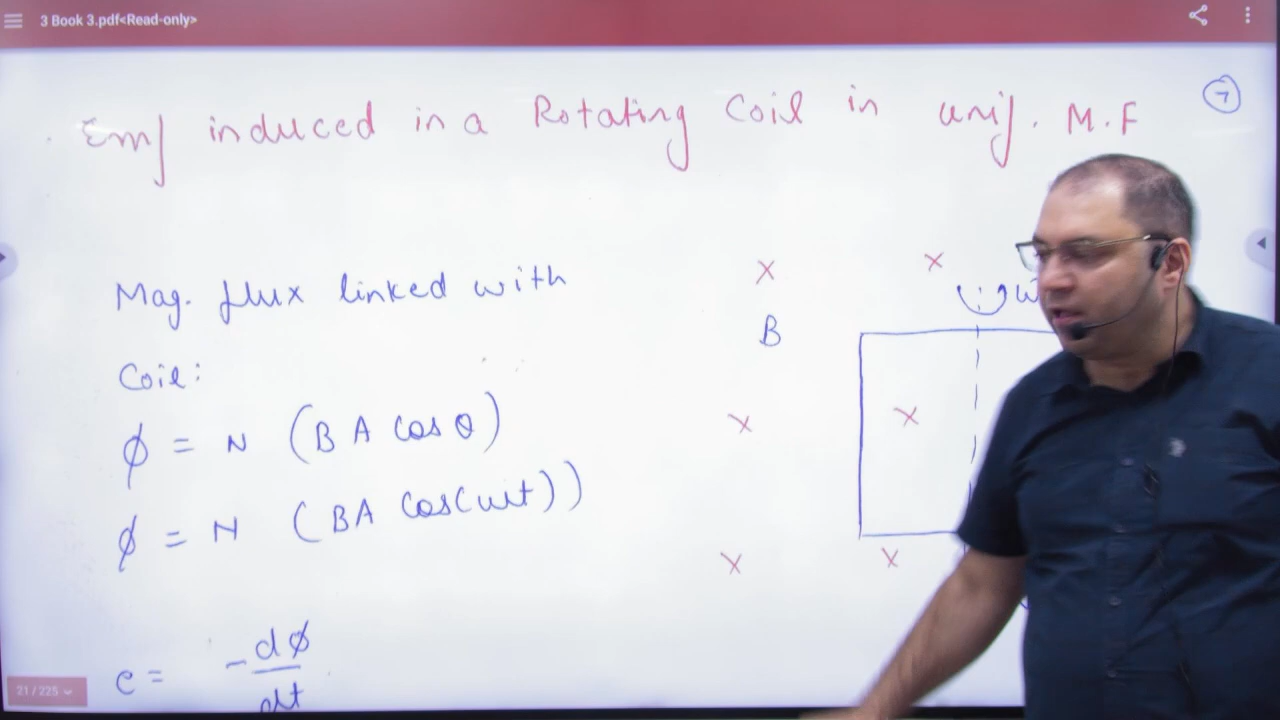 3 Book 3.pdf<Read-only>
Emf induced in a Rotating Coil in unif. M.F
7
Mag. flux linked with
Coil:
ϕ = N (B A Cos θ)
ϕ = N (BA Cos(ωt))
e = -dϕ/dt
x x
ω
B
x x
x x
21 / 225